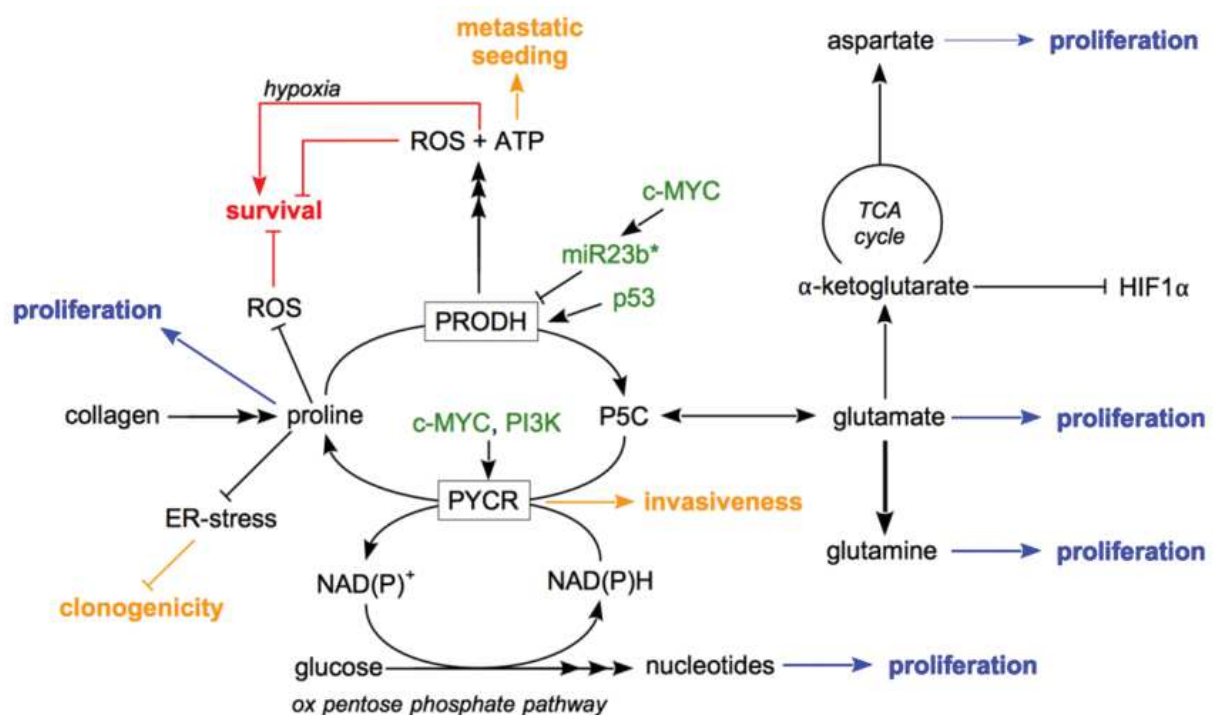 metastatic
seeding
aspartate
proliferation
hypoxia
ROS + ATP
c-MYC
survival
TCA
cycle
miR23b*
α-ketoglutarate
HIF1α
proliferation
ROS
p53
PRODH
collagen
proline
c-MYC, PI3K
P5C
glutamate
proliferation
PYCR
invasiveness
ER-stress
glutamine
proliferation
clonogenicity
NAD(P)⁺
NAD(P)H
glucose
nucleotides
proliferation
ox pentose phosphate pathway